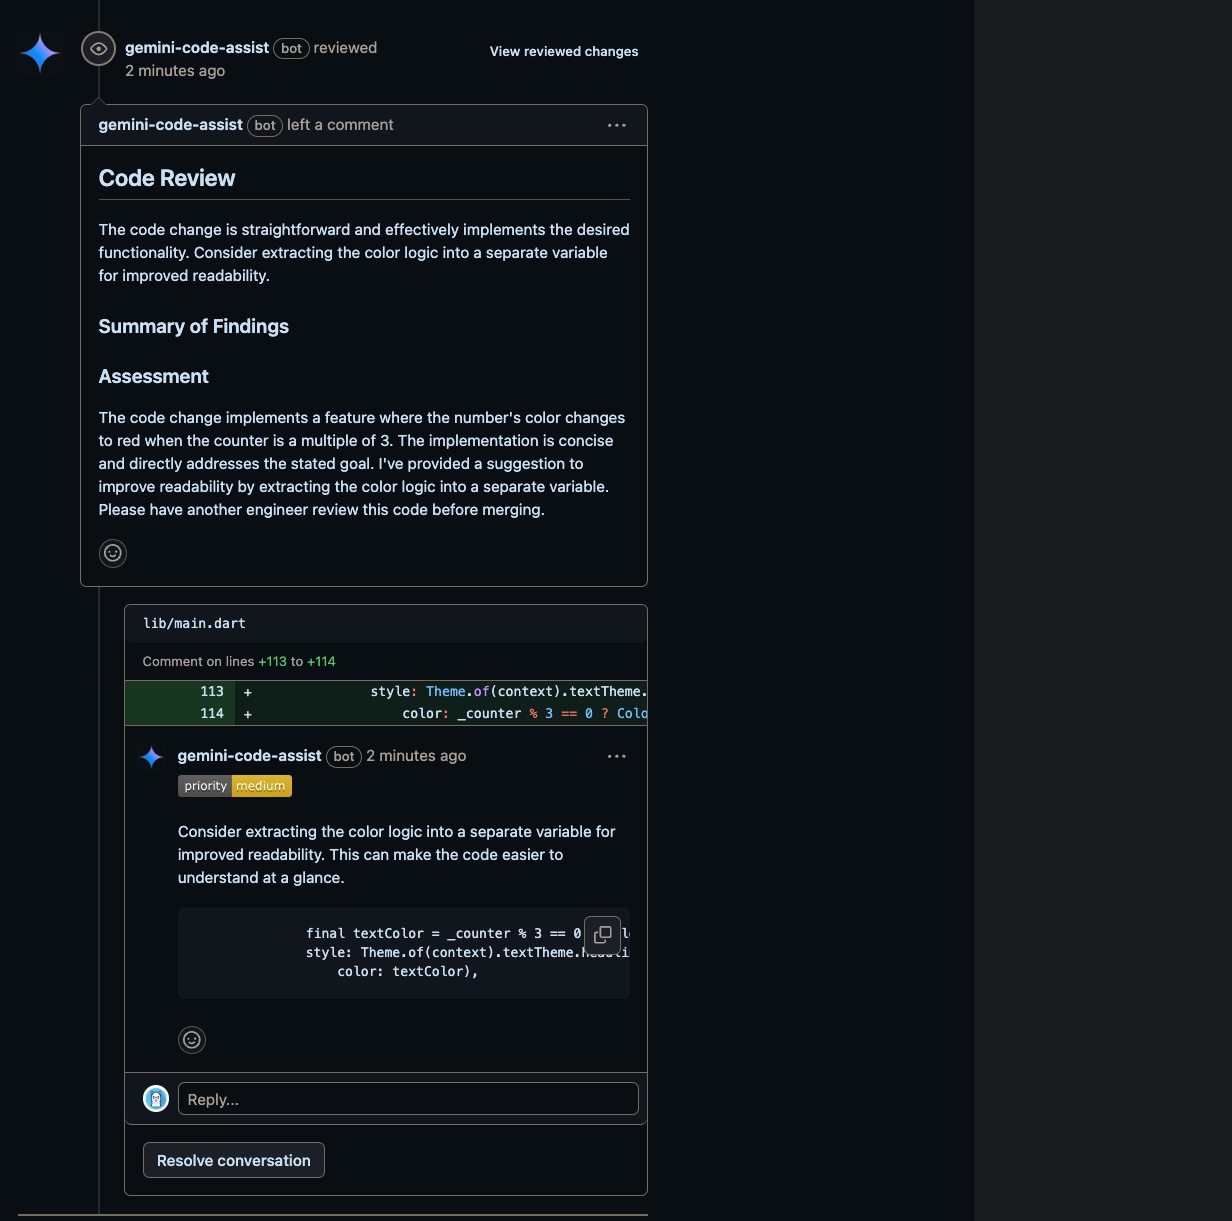 gemini-code-assist bot reviewed
2 minutes ago
View reviewed changes
gemini-code-assist bot left a comment
Code Review
The code change is straightforward and effectively implements the desired
functionality. Consider extracting the color logic into a separate variable
for improved readability.
Summary of Findings
Assessment
The code change implements a feature where the number's color changes
to red when the counter is a multiple of 3. The implementation is concise
and directly addresses the stated goal. I've provided a suggestion to
improve readability by extracting the color logic into a separate variable.
Please have another engineer review this code before merging.
lib/main.dart
Comment on lines +113 to +114
113 + style: Theme.of(context).textTheme.
114 + color: _counter % 3 == 0 ? Colo
gemini-code-assist bot 2 minutes ago
priority medium
Consider extracting the color logic into a separate variable for
improved readability. This can make the code easier to
understand at a glance.
final textColor = _counter % 3 == 0
style: Theme.of(context).textTheme.
color: textColor),
Reply...
Resolve conversation